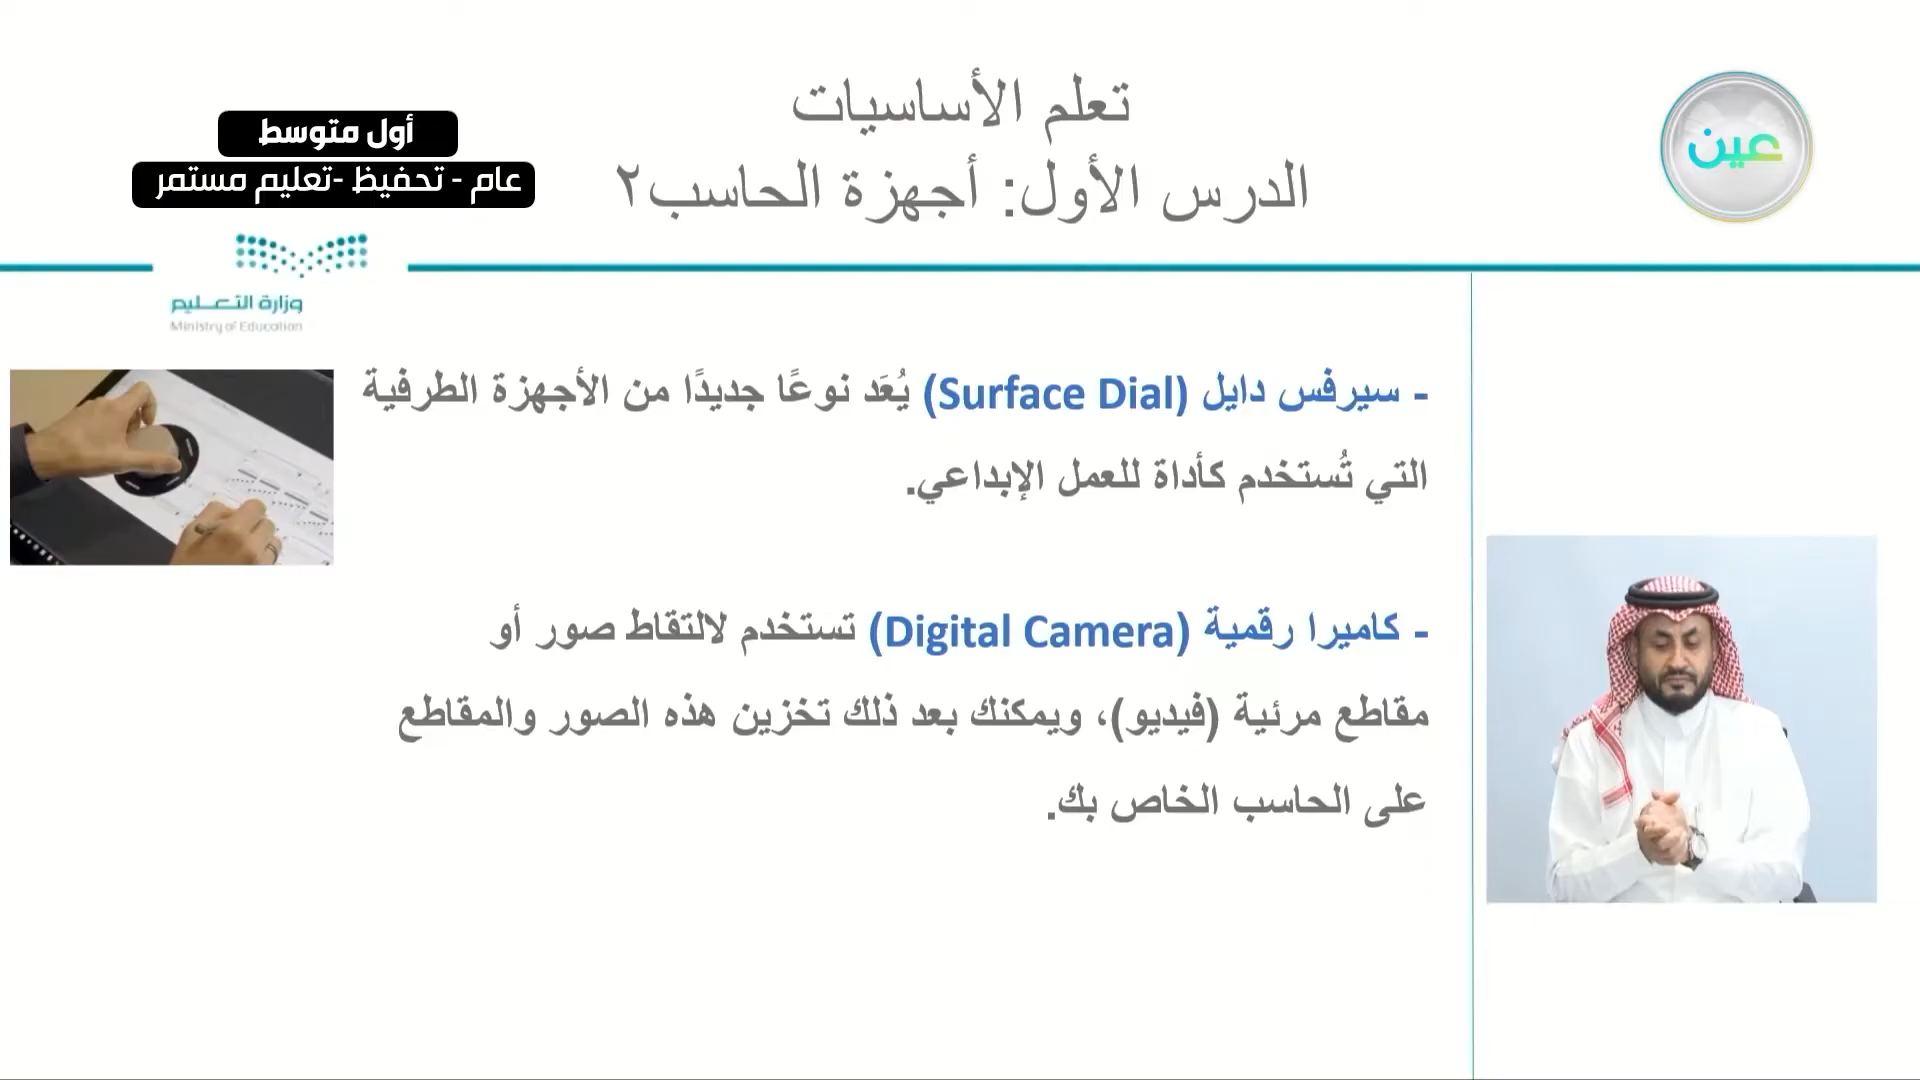 تعلم الأساسيات
الدرس الأول: أجهزة الحاسب٢
عين
أول متوسط
عام - تحفيظ -تعليم مستمر
وزارة التعليم
Ministry of Education
- سيرفس دايل (Surface Dial) يُعَد نوعًا جديدًا من الأجهزة الطرفية
التي تُستخدم كأداة للعمل الإبداعي.
- كاميرا رقمية (Digital Camera) تستخدم لالتقاط صور أو
مقاطع مرئية (فيديو)، ويمكنك بعد ذلك تخزين هذه الصور والمقاطع
على الحاسب الخاص بك.